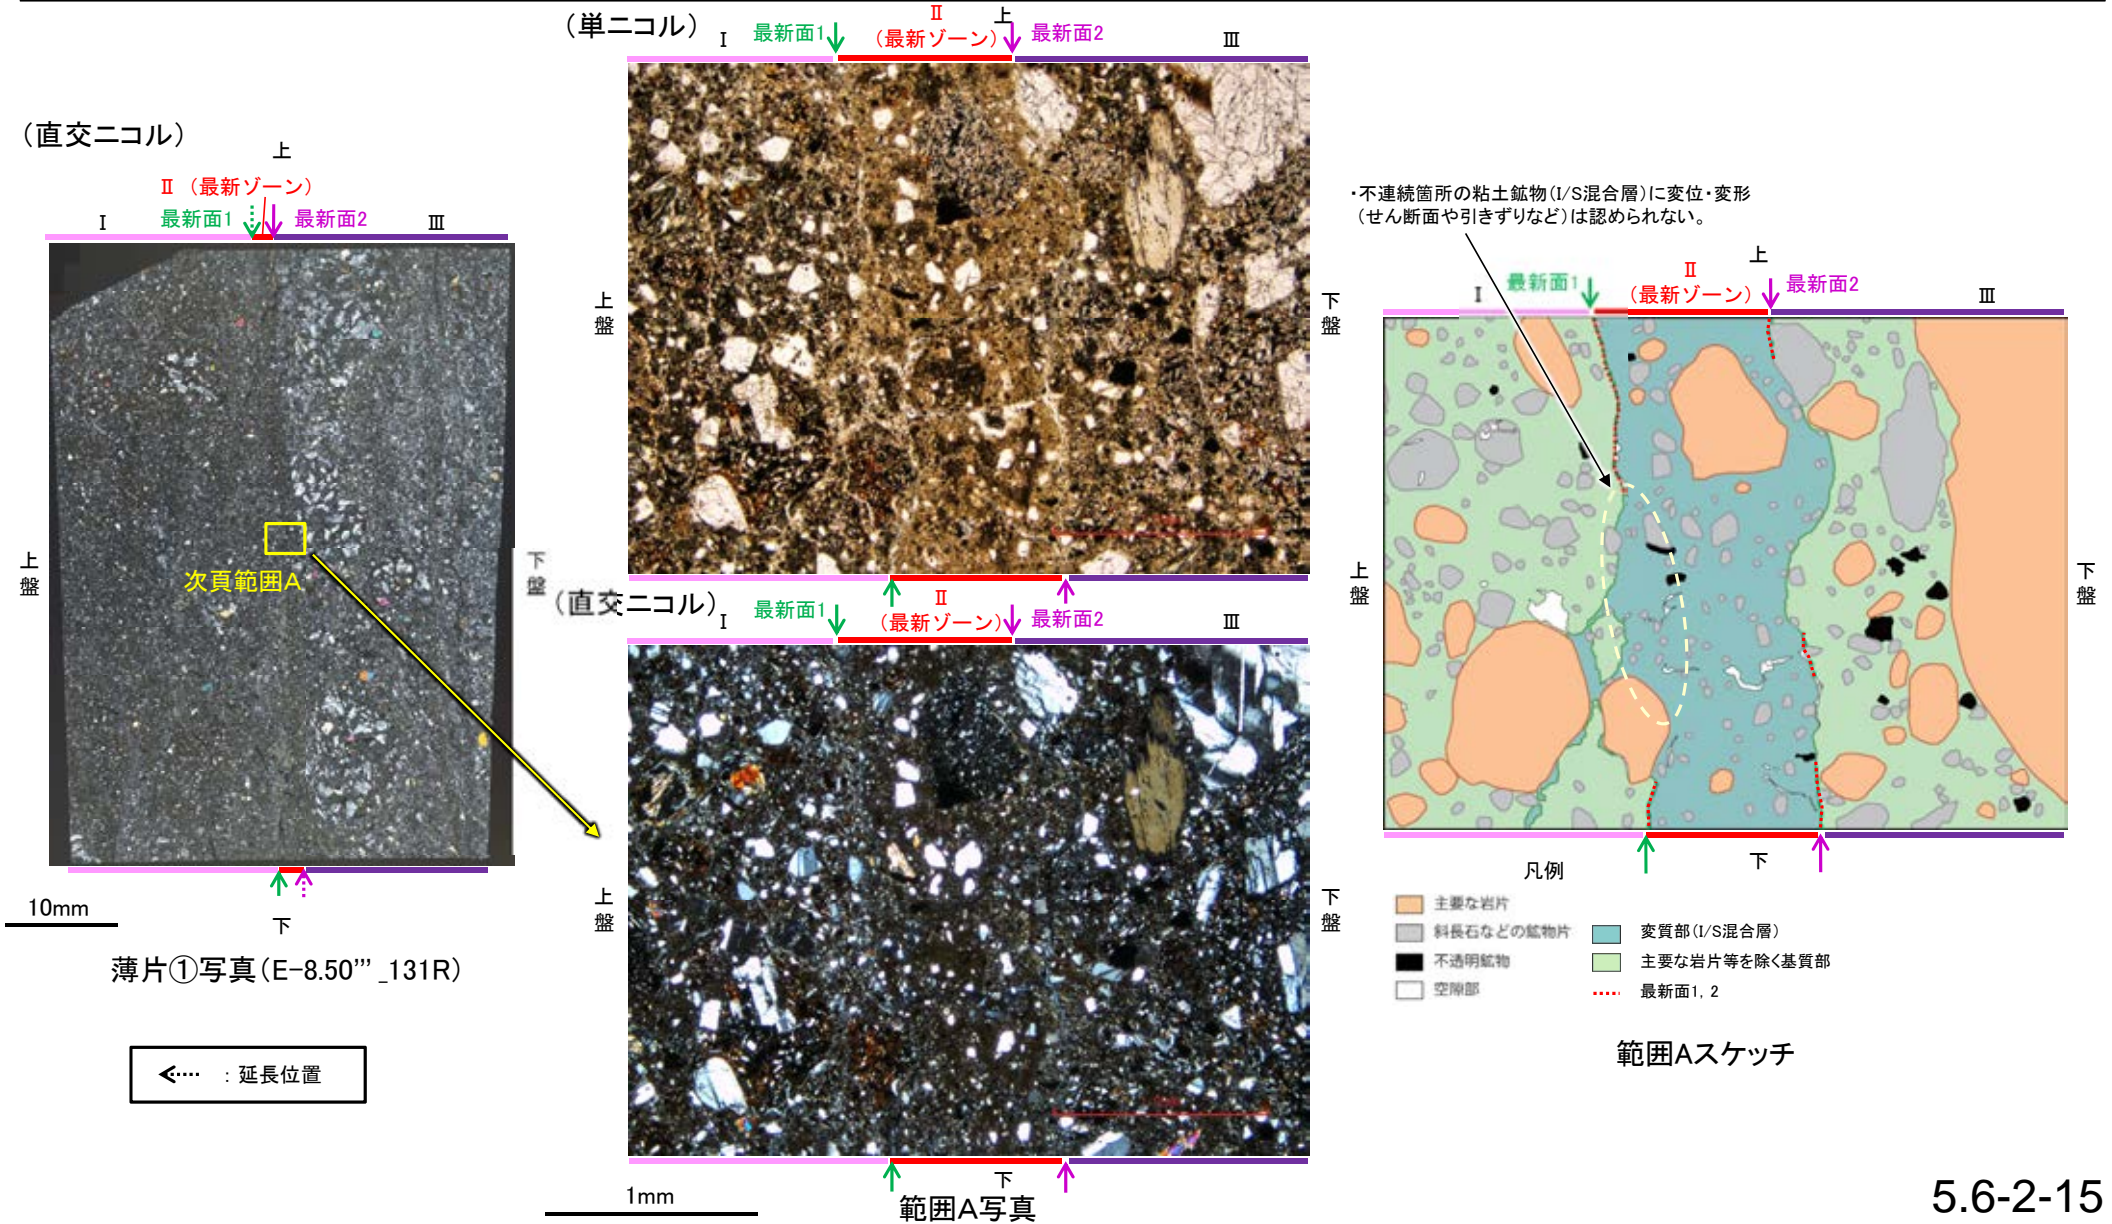 (直交ニコル)
上
Ⅱ (最新ゾーン)
Ⅰ
最新面1
最新面2
Ⅲ
上盤
下盤
次頁範囲A
下
10mm
薄片①写真(E-8.50’’’_131R)
:延長位置
(単ニコル)
Ⅰ
最新面1
Ⅱ
(最新ゾーン)
上
最新面2
Ⅲ
上盤
下盤
(直交ニコル)
Ⅰ
最新面1
Ⅱ
(最新ゾーン)
最新面2
Ⅲ
上盤
下盤
下
1mm
範囲A写真
・不連続箇所の粘土鉱物(I/S混合層)に変位・変形
(せん断面や引きずりなど)は認められない。
上
Ⅰ
最新面1
Ⅱ
(最新ゾーン)
最新面2
Ⅲ
上盤
下盤
下
凡例
主要な岩片
斜長石などの鉱物片
不透明鉱物
空隙部
変質部(I/S混合層)
主要な岩片等を除く基質部
最新面1, 2
範囲Aスケッチ
5.6-2-15